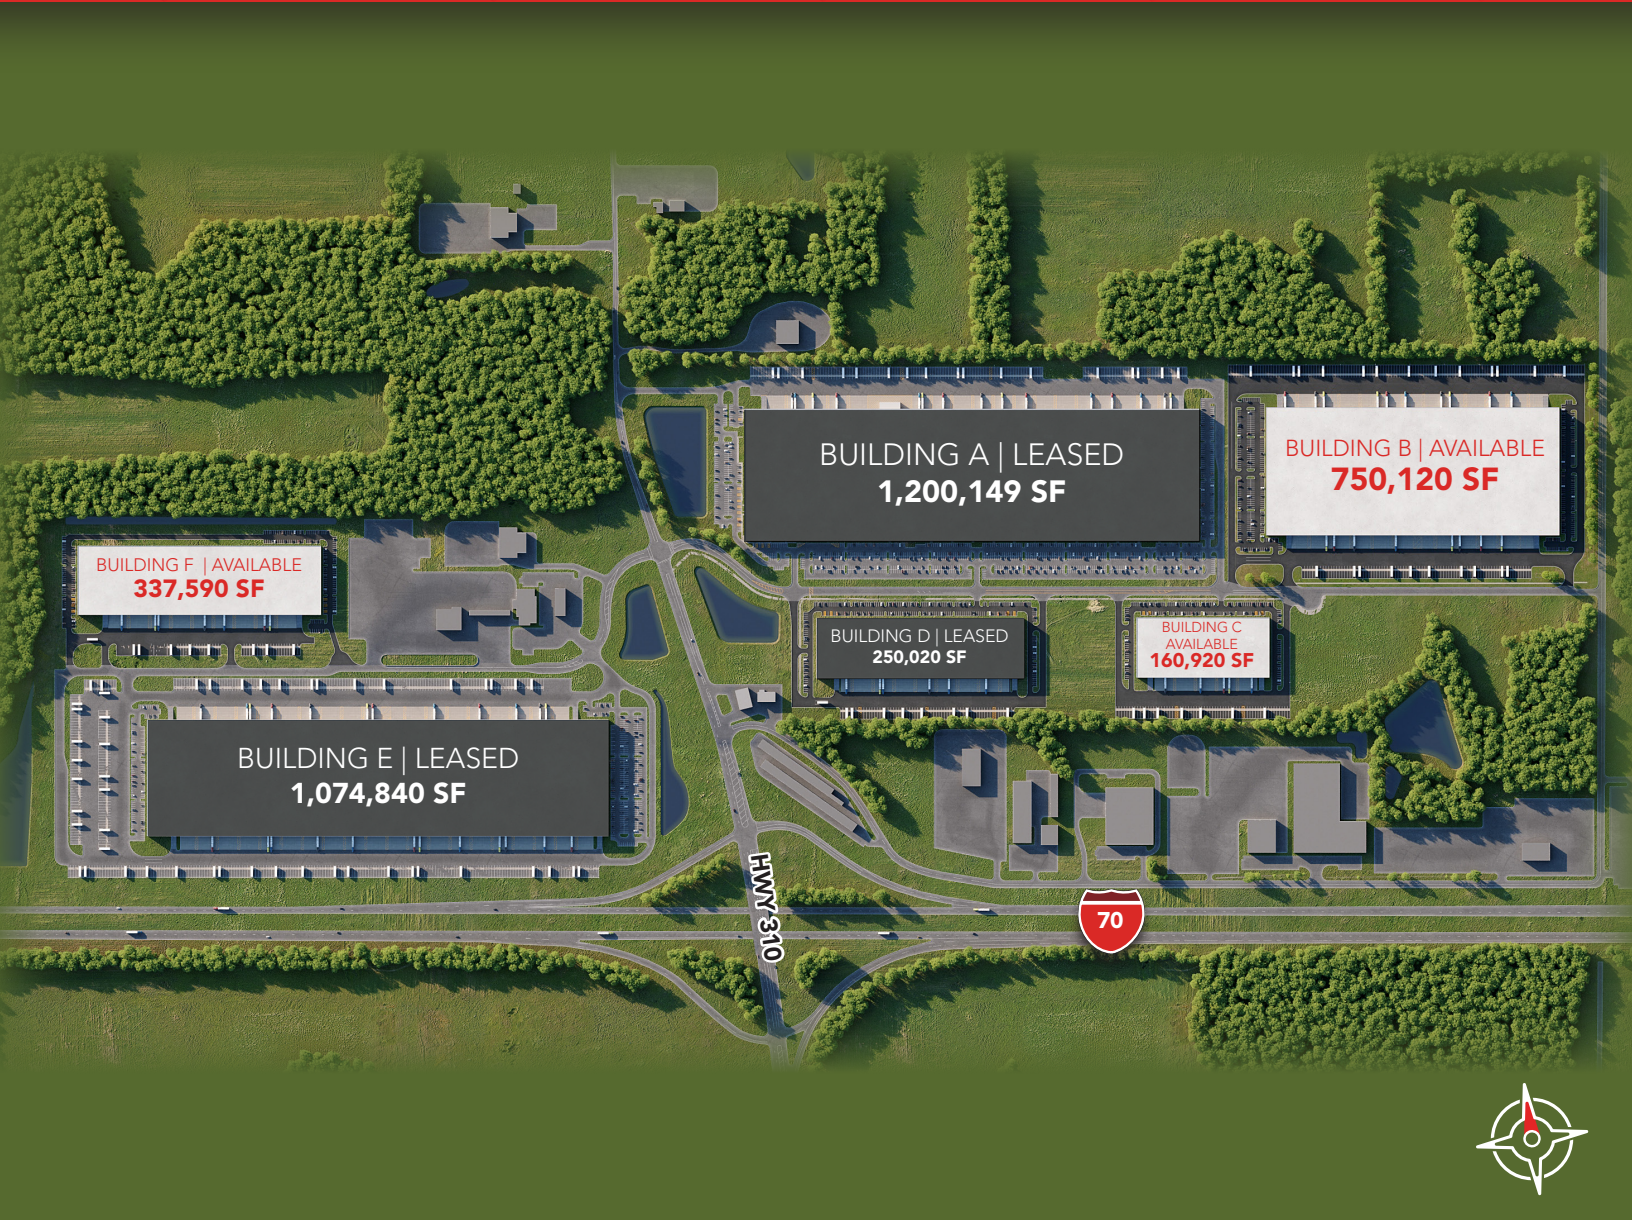 BUILDING A | LEASED
1,200,149 SF
BUILDING B | AVAILABLE
750,120 SF
BUILDING F | AVAILABLE
337,590 SF
BUILDING D | LEASED
250,020 SF
BUILDING C
AVAILABLE
160,920 SF
BUILDING E | LEASED
1,074,840 SF
HWY 310
70